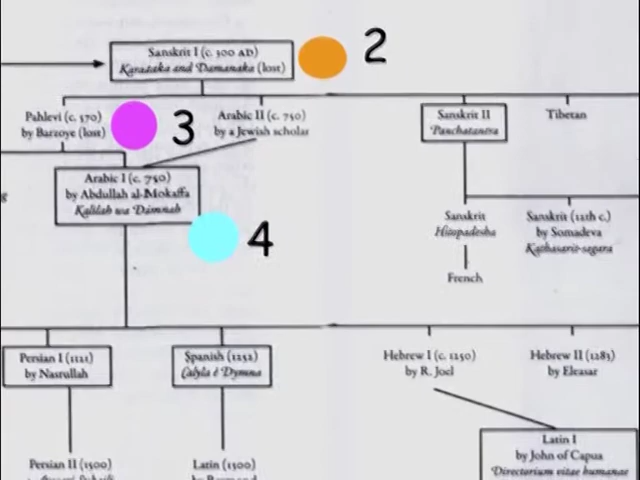 Sanskrit I (c. 300 AD)
Karataka and Damanaka (lost)
2
Pahlevi (c. 570)
by Barzoye (lost)
3
Arabic II (c. 750)
by a Jewish scholar
Sanskrit II
Panchatantra
Tibetan
Arabic I (c. 750)
by Abdullah al-Mokaffa
Kalilah wa Dimnah
4
Sanskrit
Hitopadesha
French
Sanskrit (12th c.)
by Somadeva
Kathasarit-sagara
Persian I (1121)
by Nasrullah
Spanish (1252)
Calyla é Dymna
Hebrew I (c. 1250)
by R. Joel
Hebrew II (1283)
by Eleasar
Persian II (1500)
Latin (1300)
Latin I
by John of Capua
Directorium vitae humanae